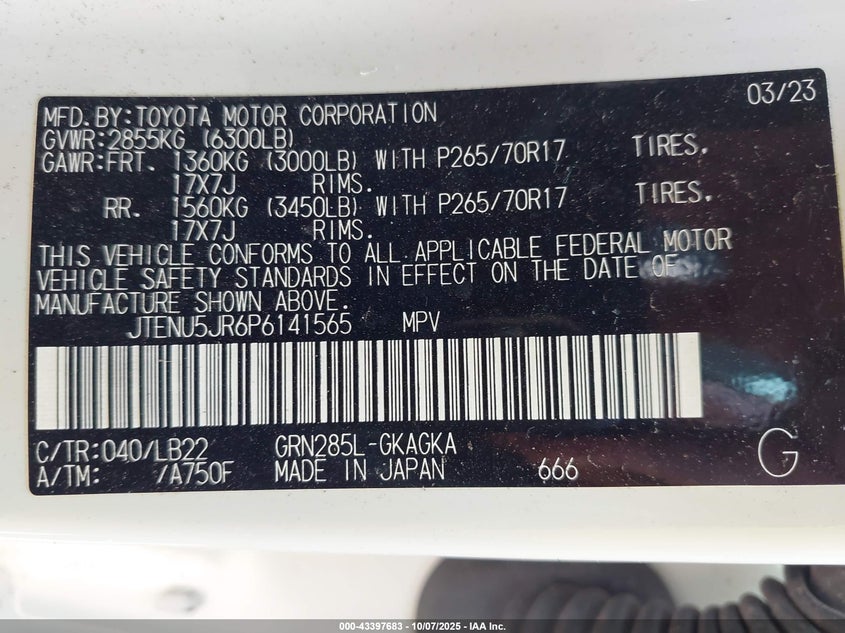 03/23
MFD.BY:TOYOTA MOTOR CORPORATION
GVWR:2855KG (6300LB)
GAWR:FRT. 1360KG (3000LB) WITH P265/70R17 TIRES,
17X7J RIMS.
RR. 1560KG (3450LB) WITH P265/70R17 TIRES,
17X7J RIMS.
THIS VEHICLE CONFORMS TO ALL APPLICABLE FEDERAL MOTOR
VEHICLE SAFETY STANDARDS IN EFFECT ON THE DATE OF
MANUFACTURE SHOWN ABOVE.
JTENU5JR6P6141565 MPV
C/TR:040/LB22 GRN285L-GKAGKA
A/TM: /A750F MADE IN JAPAN 666 G
000-43397683 - 10/07/2025 - IAA Inc.